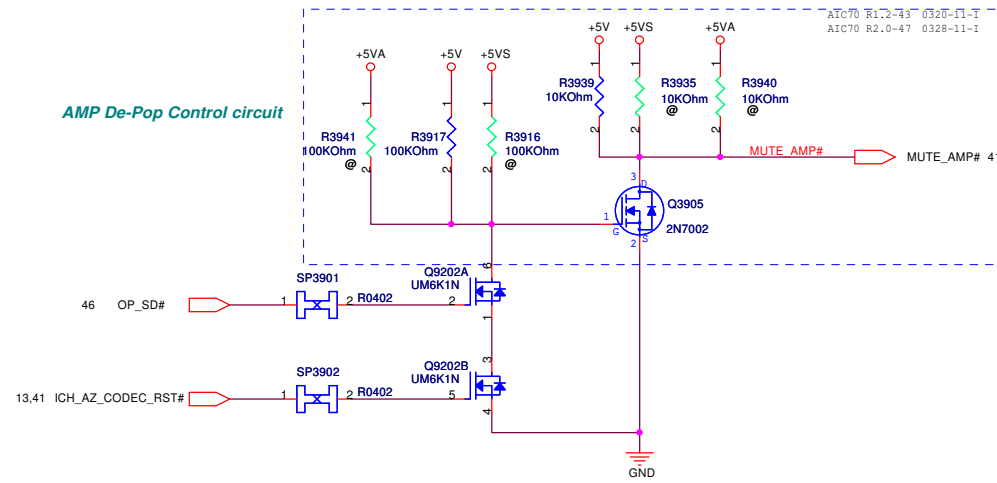 AIC70 R1.2-43 0320-11-I
AIC70 R2.0-47 0328-11-I
+5V +5VS +5VA
+5VA +5V +5VS
1 1 1
R3939 R3935 R3940
10KOhm 10KOhm 10KOhm
@ @
2 2 2
AMP De-Pop Control circuit
1 1 1
R3941 R3917 R3916
100KOhm 100KOhm 100KOhm
@ @
2 2 2
MUTE_AMP# MUTE_AMP# 41
3 D
Q3905
1 G
2N7002
2 S
Q9202A
UM6K1N
6
SP3901
46 OP_SD# 1 2 R0402 2
1
Q9202B
UM6K1N
3
SP3902
13,41 ICH_AZ_CODEC_RST# 1 2 R0402 5
4
GND